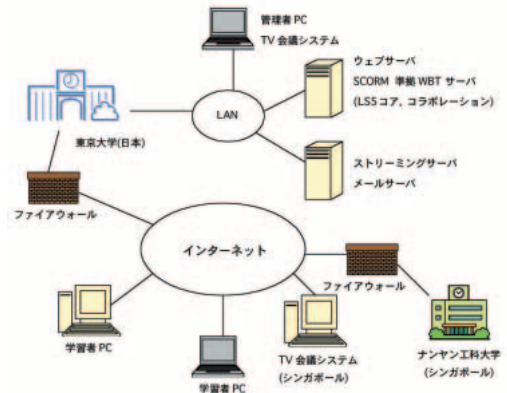 管理者 PC
TV 会議システム
ウェブサーバ
SCORM 準拠 WBT サーバ
(LS5 コア, コラボレーション)
LAN
東京大学(日本)
ストリーミングサーバ
メールサーバ
ファイアウォール
インターネット
ファイアウォール
学習者 PC
TV 会議システム
(シンガポール)
ナンヤン工科大学
(シンガポール)
学習者 PC